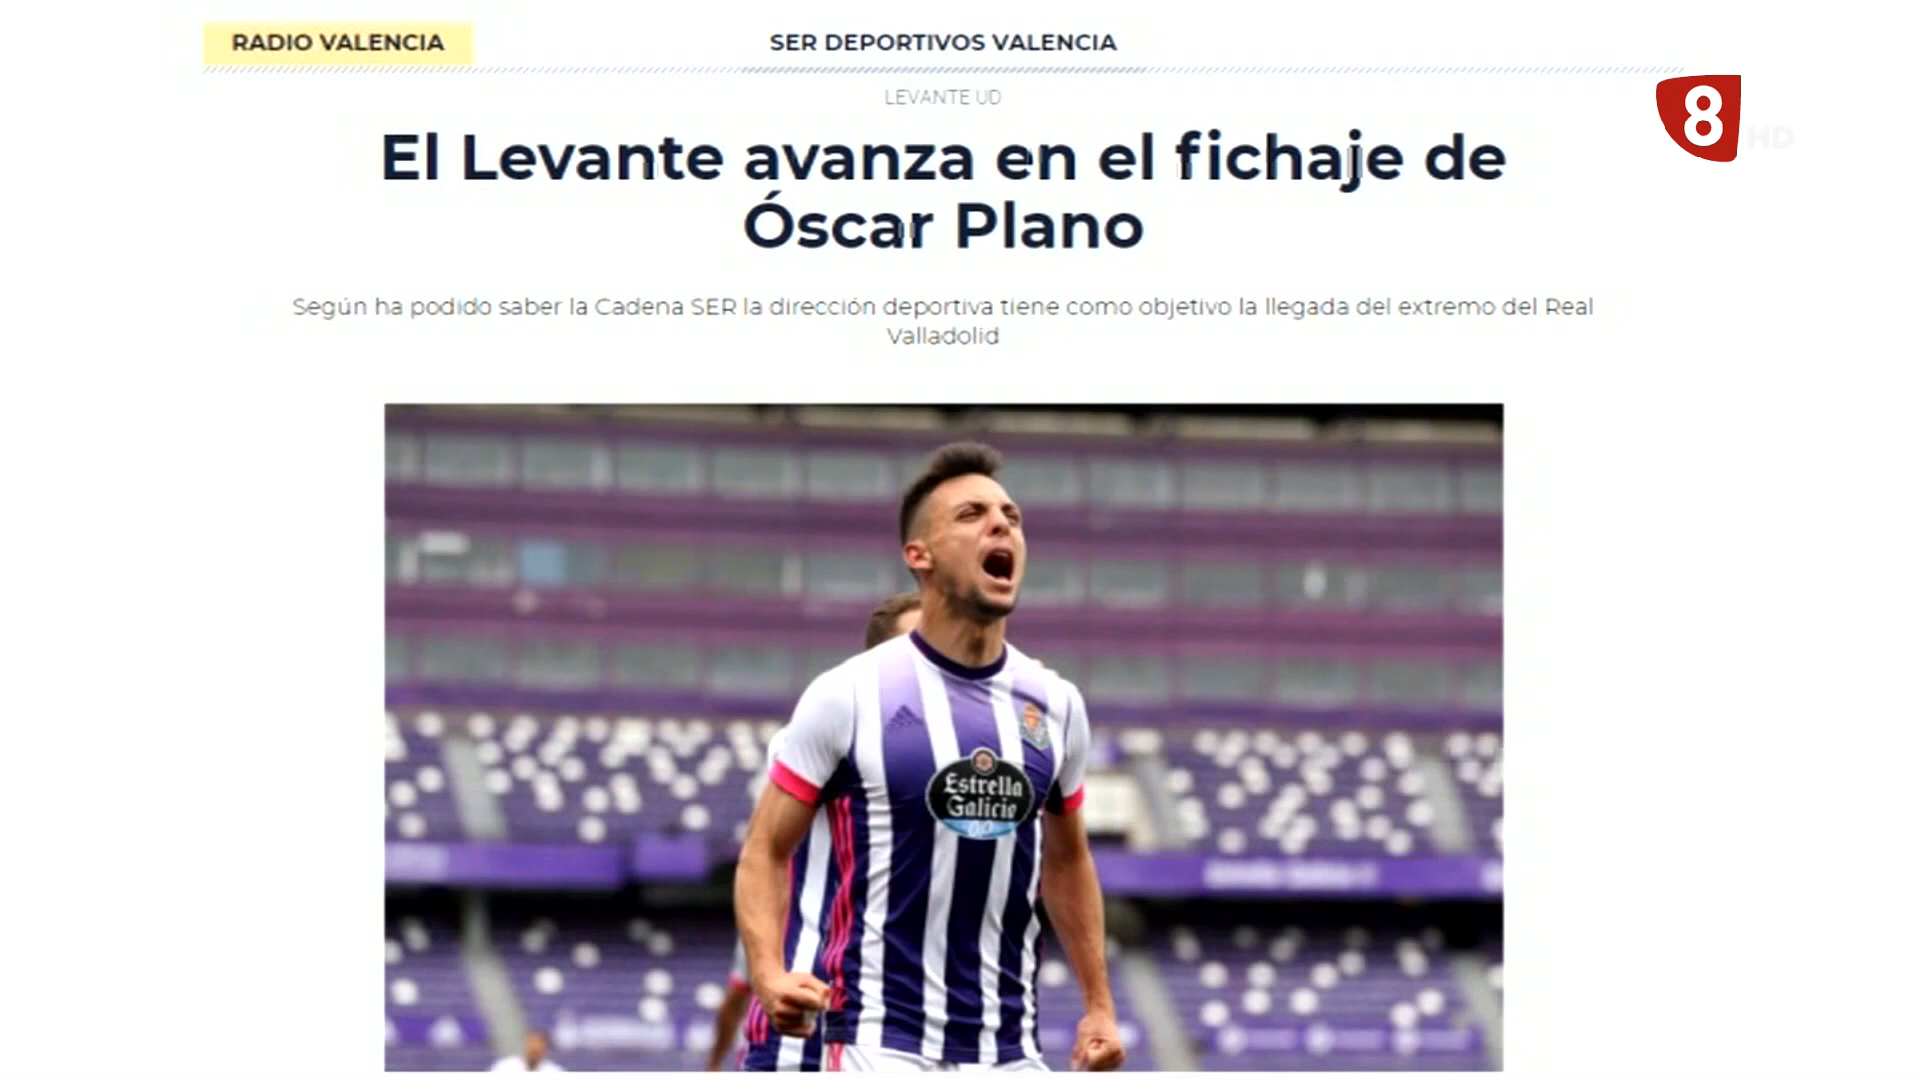 RADIO VALENCIA
SER DEPORTIVOS VALENCIA
8
HD
LEVANTE UD
El Levante avanza en el fichaje de
Óscar Plano
Según ha podido saber la Cadena SER la dirección deportiva tiene como objetivo la llegada del extremo del Real
Valladolid
Estrella
Galicia
0,0